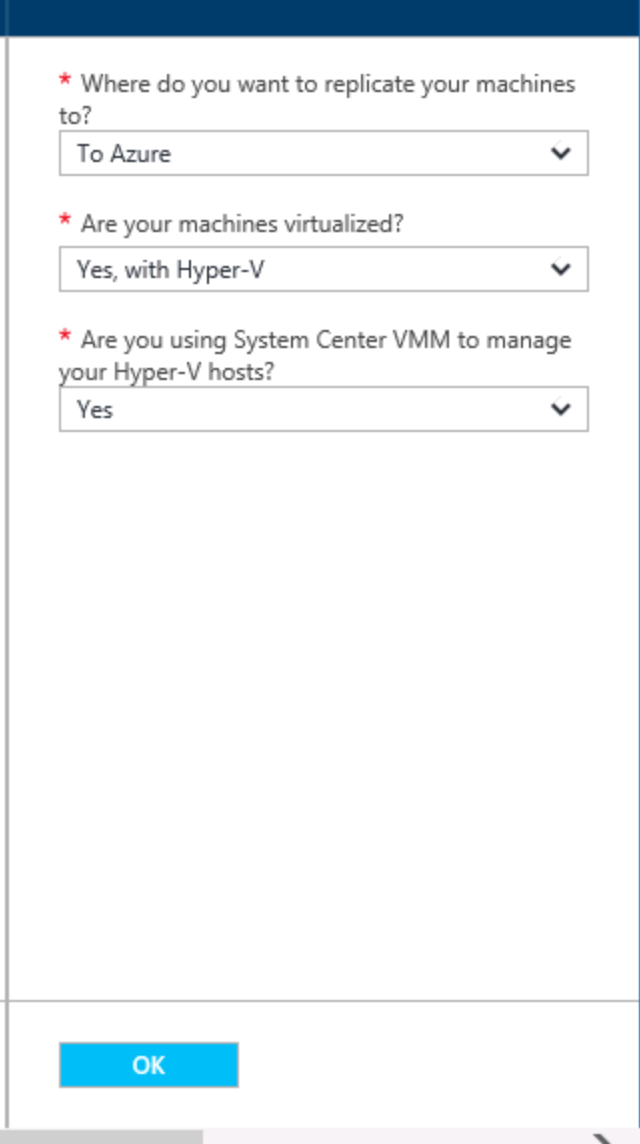 * Where do you want to replicate your machines
to?
To Azure
* Are your machines virtualized?
Yes, with Hyper-V
* Are you using System Center VMM to manage
your Hyper-V hosts?
Yes
OK